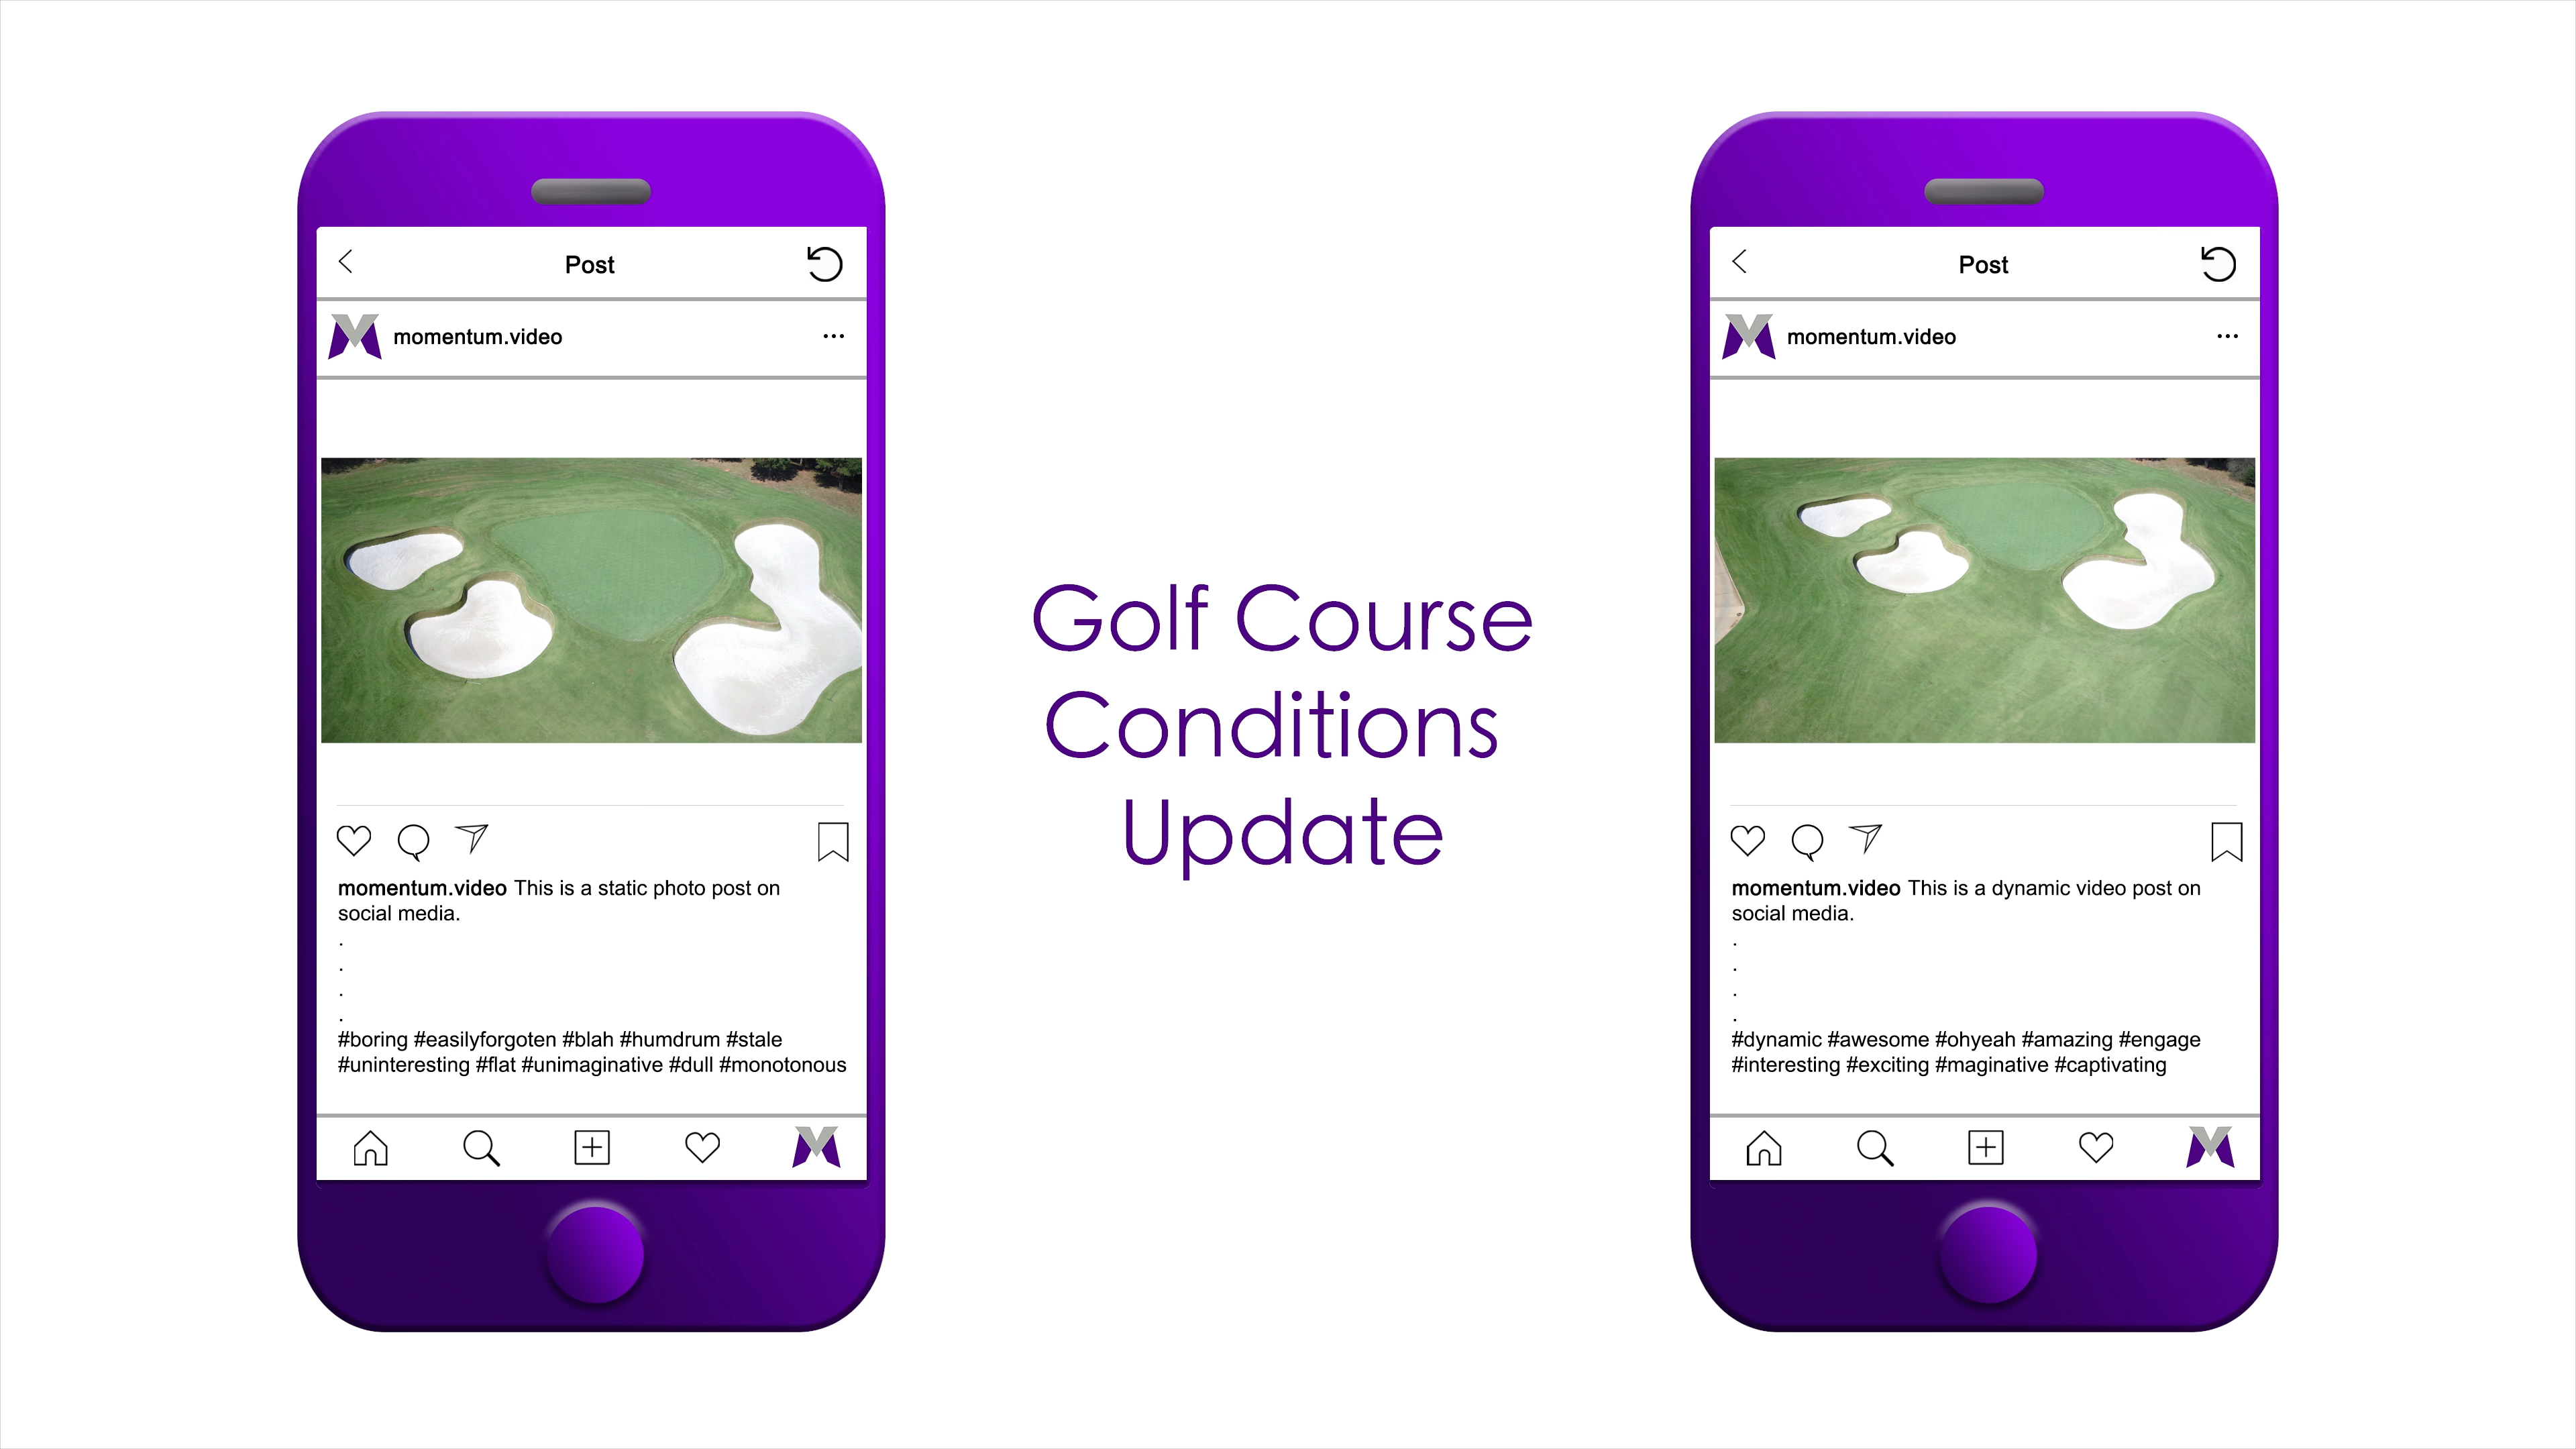 Post
momentum.video
momentum.video This is a static photo post on
social media.
.
.
.
.
#boring #easilyforgoten #blah #humdrum #stale
#uninteresting #flat #unimaginative #dull #monotonous
Golf Course
Conditions
Update
Post
momentum.video
momentum.video This is a dynamic video post on
social media.
.
.
.
.
#dynamic #awesome #ohyeah #amazing #engage
#interesting #exciting #maginative #captivating